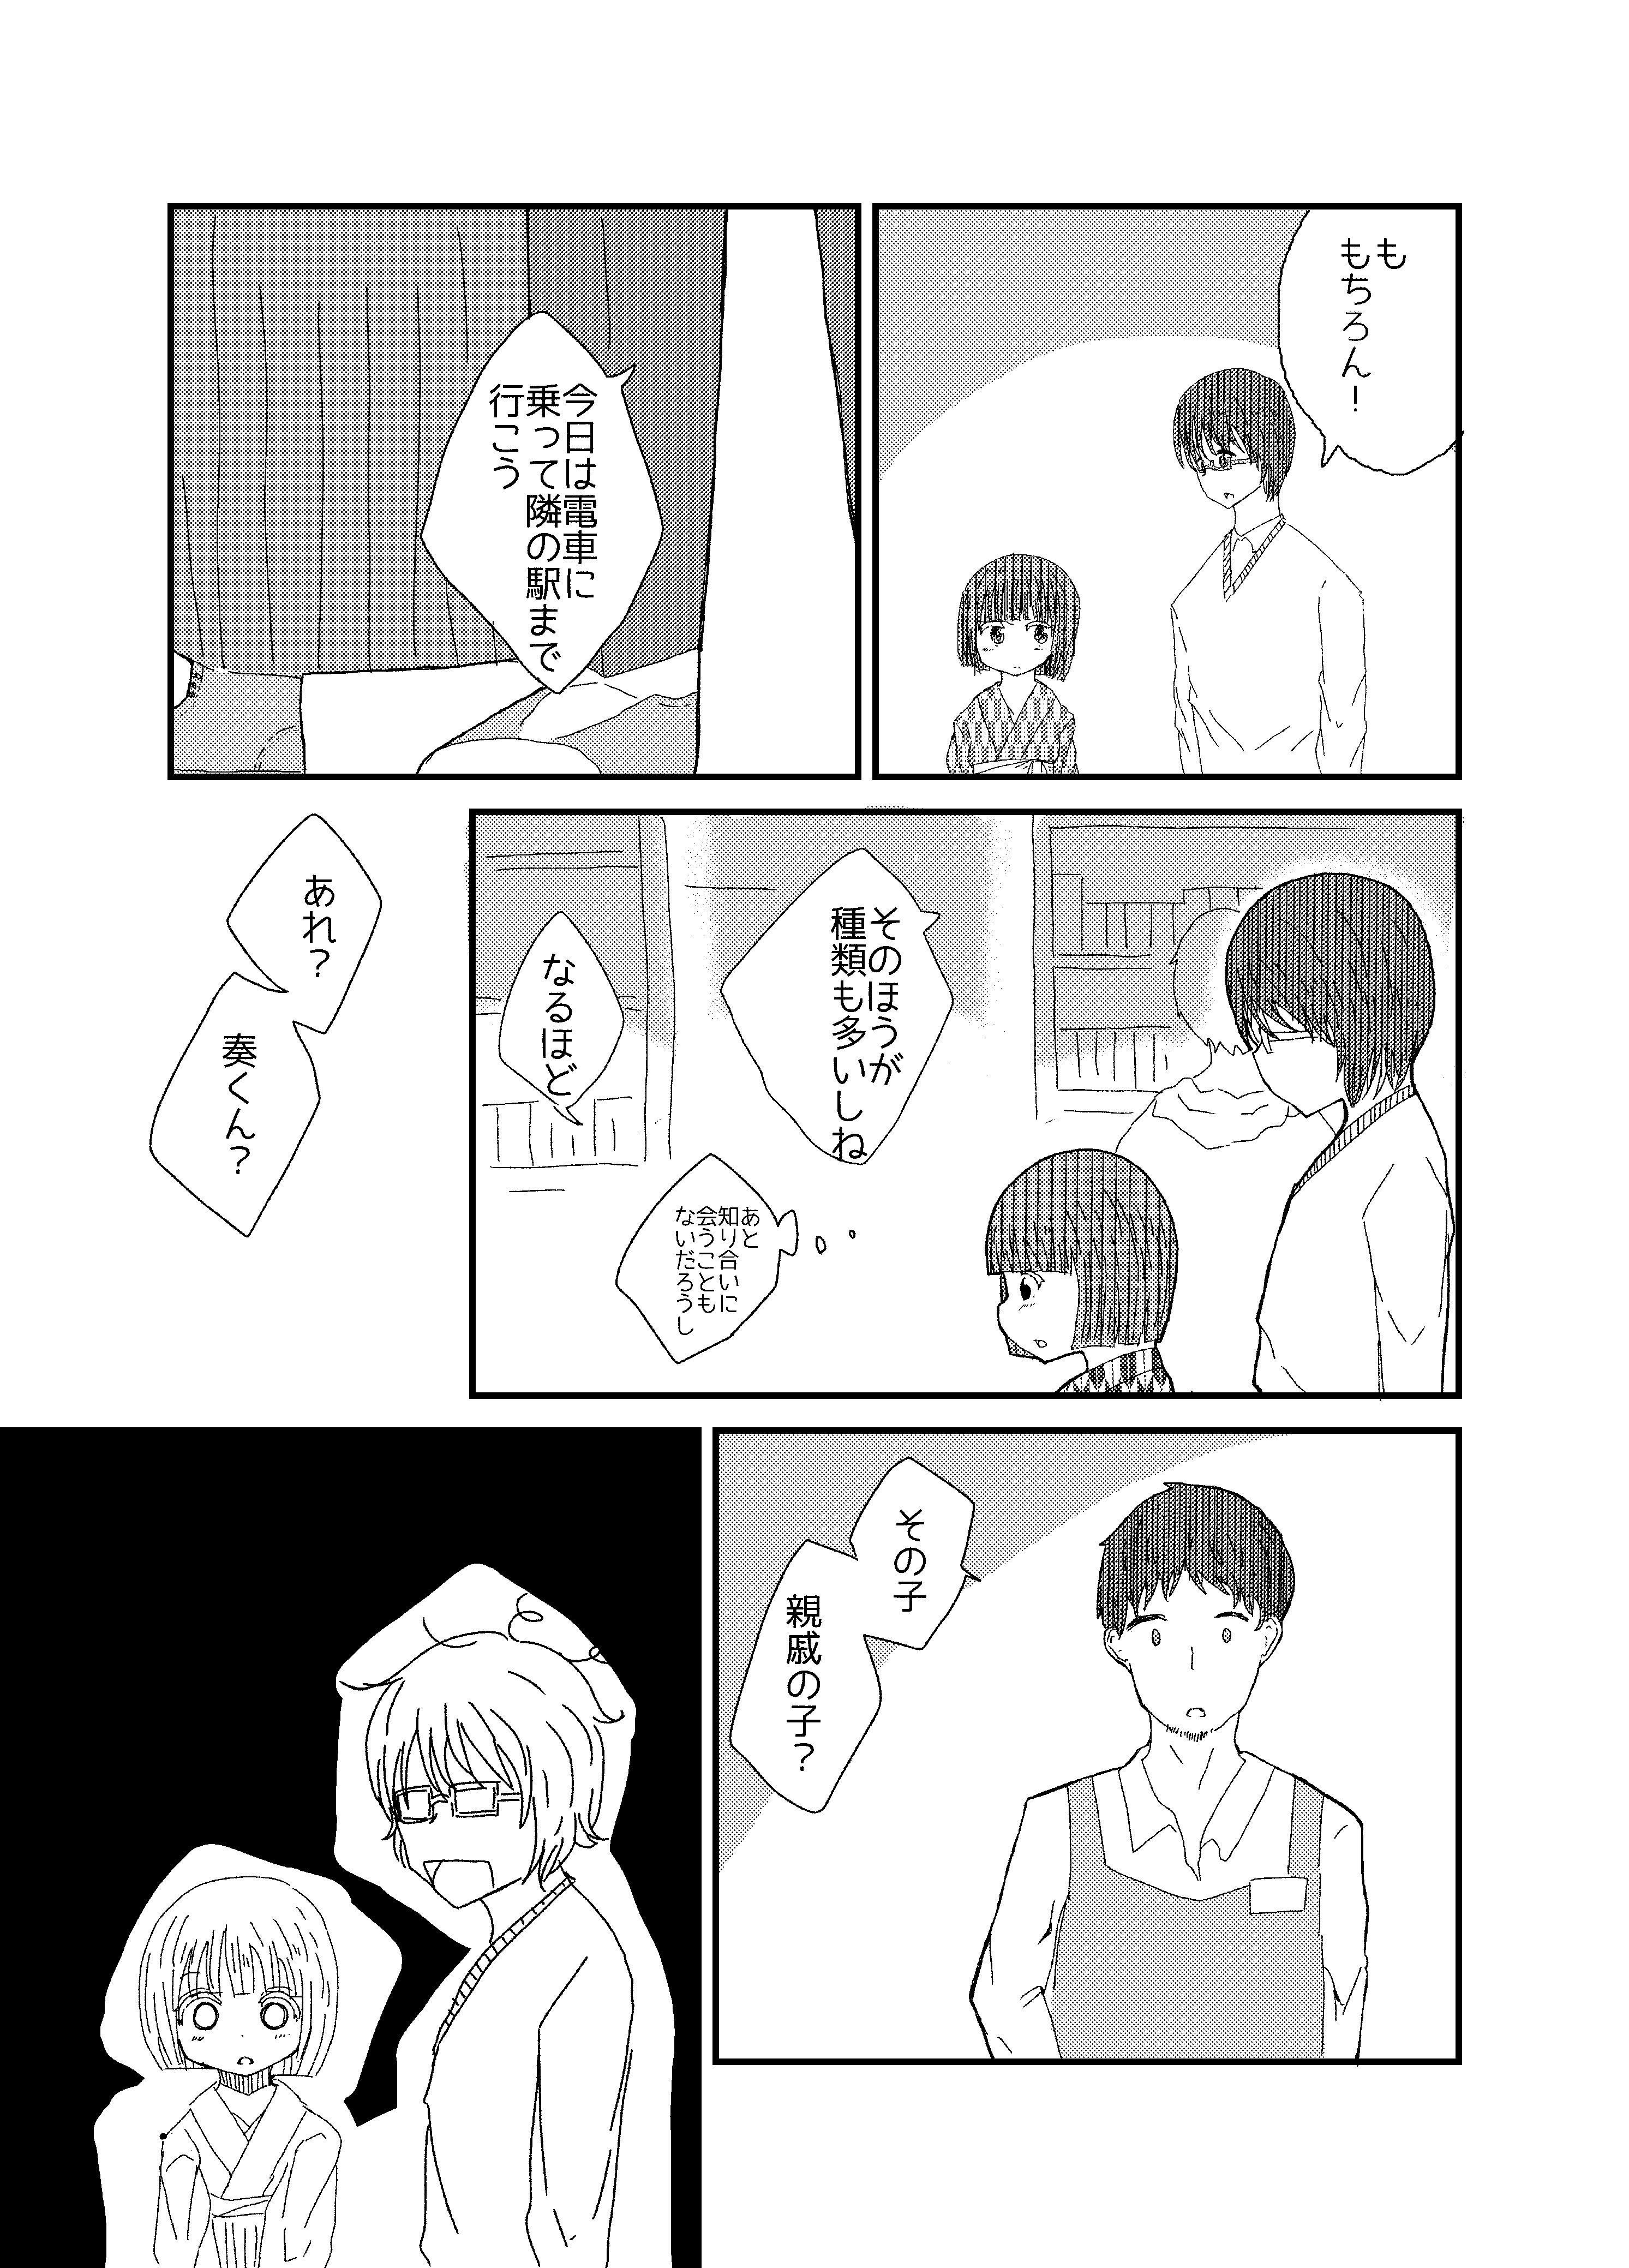 も
もちろん！
今日は電車に
乗って隣の駅まで
行こう
そのほうが
種類も多いしね
なるほど
あと
知り合いに
会うことも
ないだろうし
あれ？
奏くん？
その子
親戚の子？